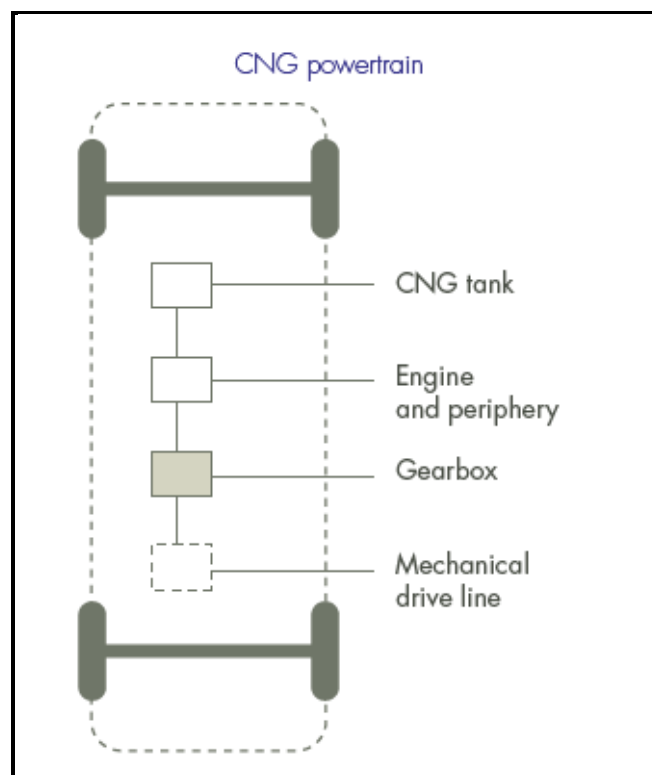 CNG powertrain
CNG tank
Engine
and periphery
Gearbox
Mechanical
drive line